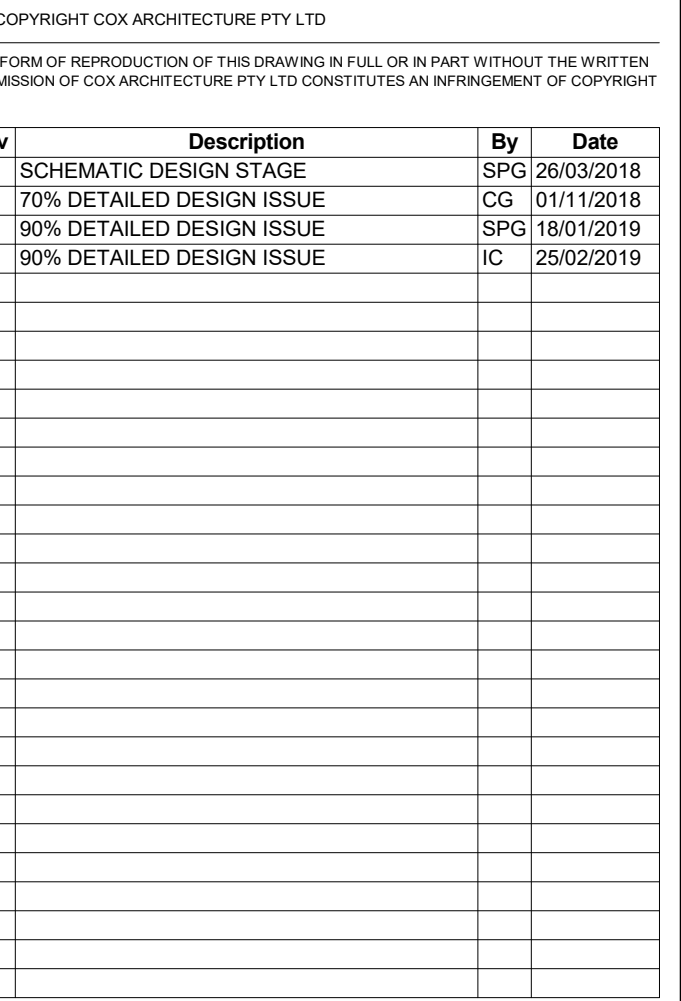 COPYRIGHT COX ARCHITECTURE PTY LTD
FORM OF REPRODUCTION OF THIS DRAWING IN FULL OR IN PART WITHOUT THE WRITTEN
MISSION OF COX ARCHITECTURE PTY LTD CONSTITUTES AN INFRINGEMENT OF COPYRIGHT
v Description By Date
SCHEMATIC DESIGN STAGE SPG 26/03/2018
70% DETAILED DESIGN ISSUE CG 01/11/2018
90% DETAILED DESIGN ISSUE SPG 18/01/2019
90% DETAILED DESIGN ISSUE IC 25/02/2019